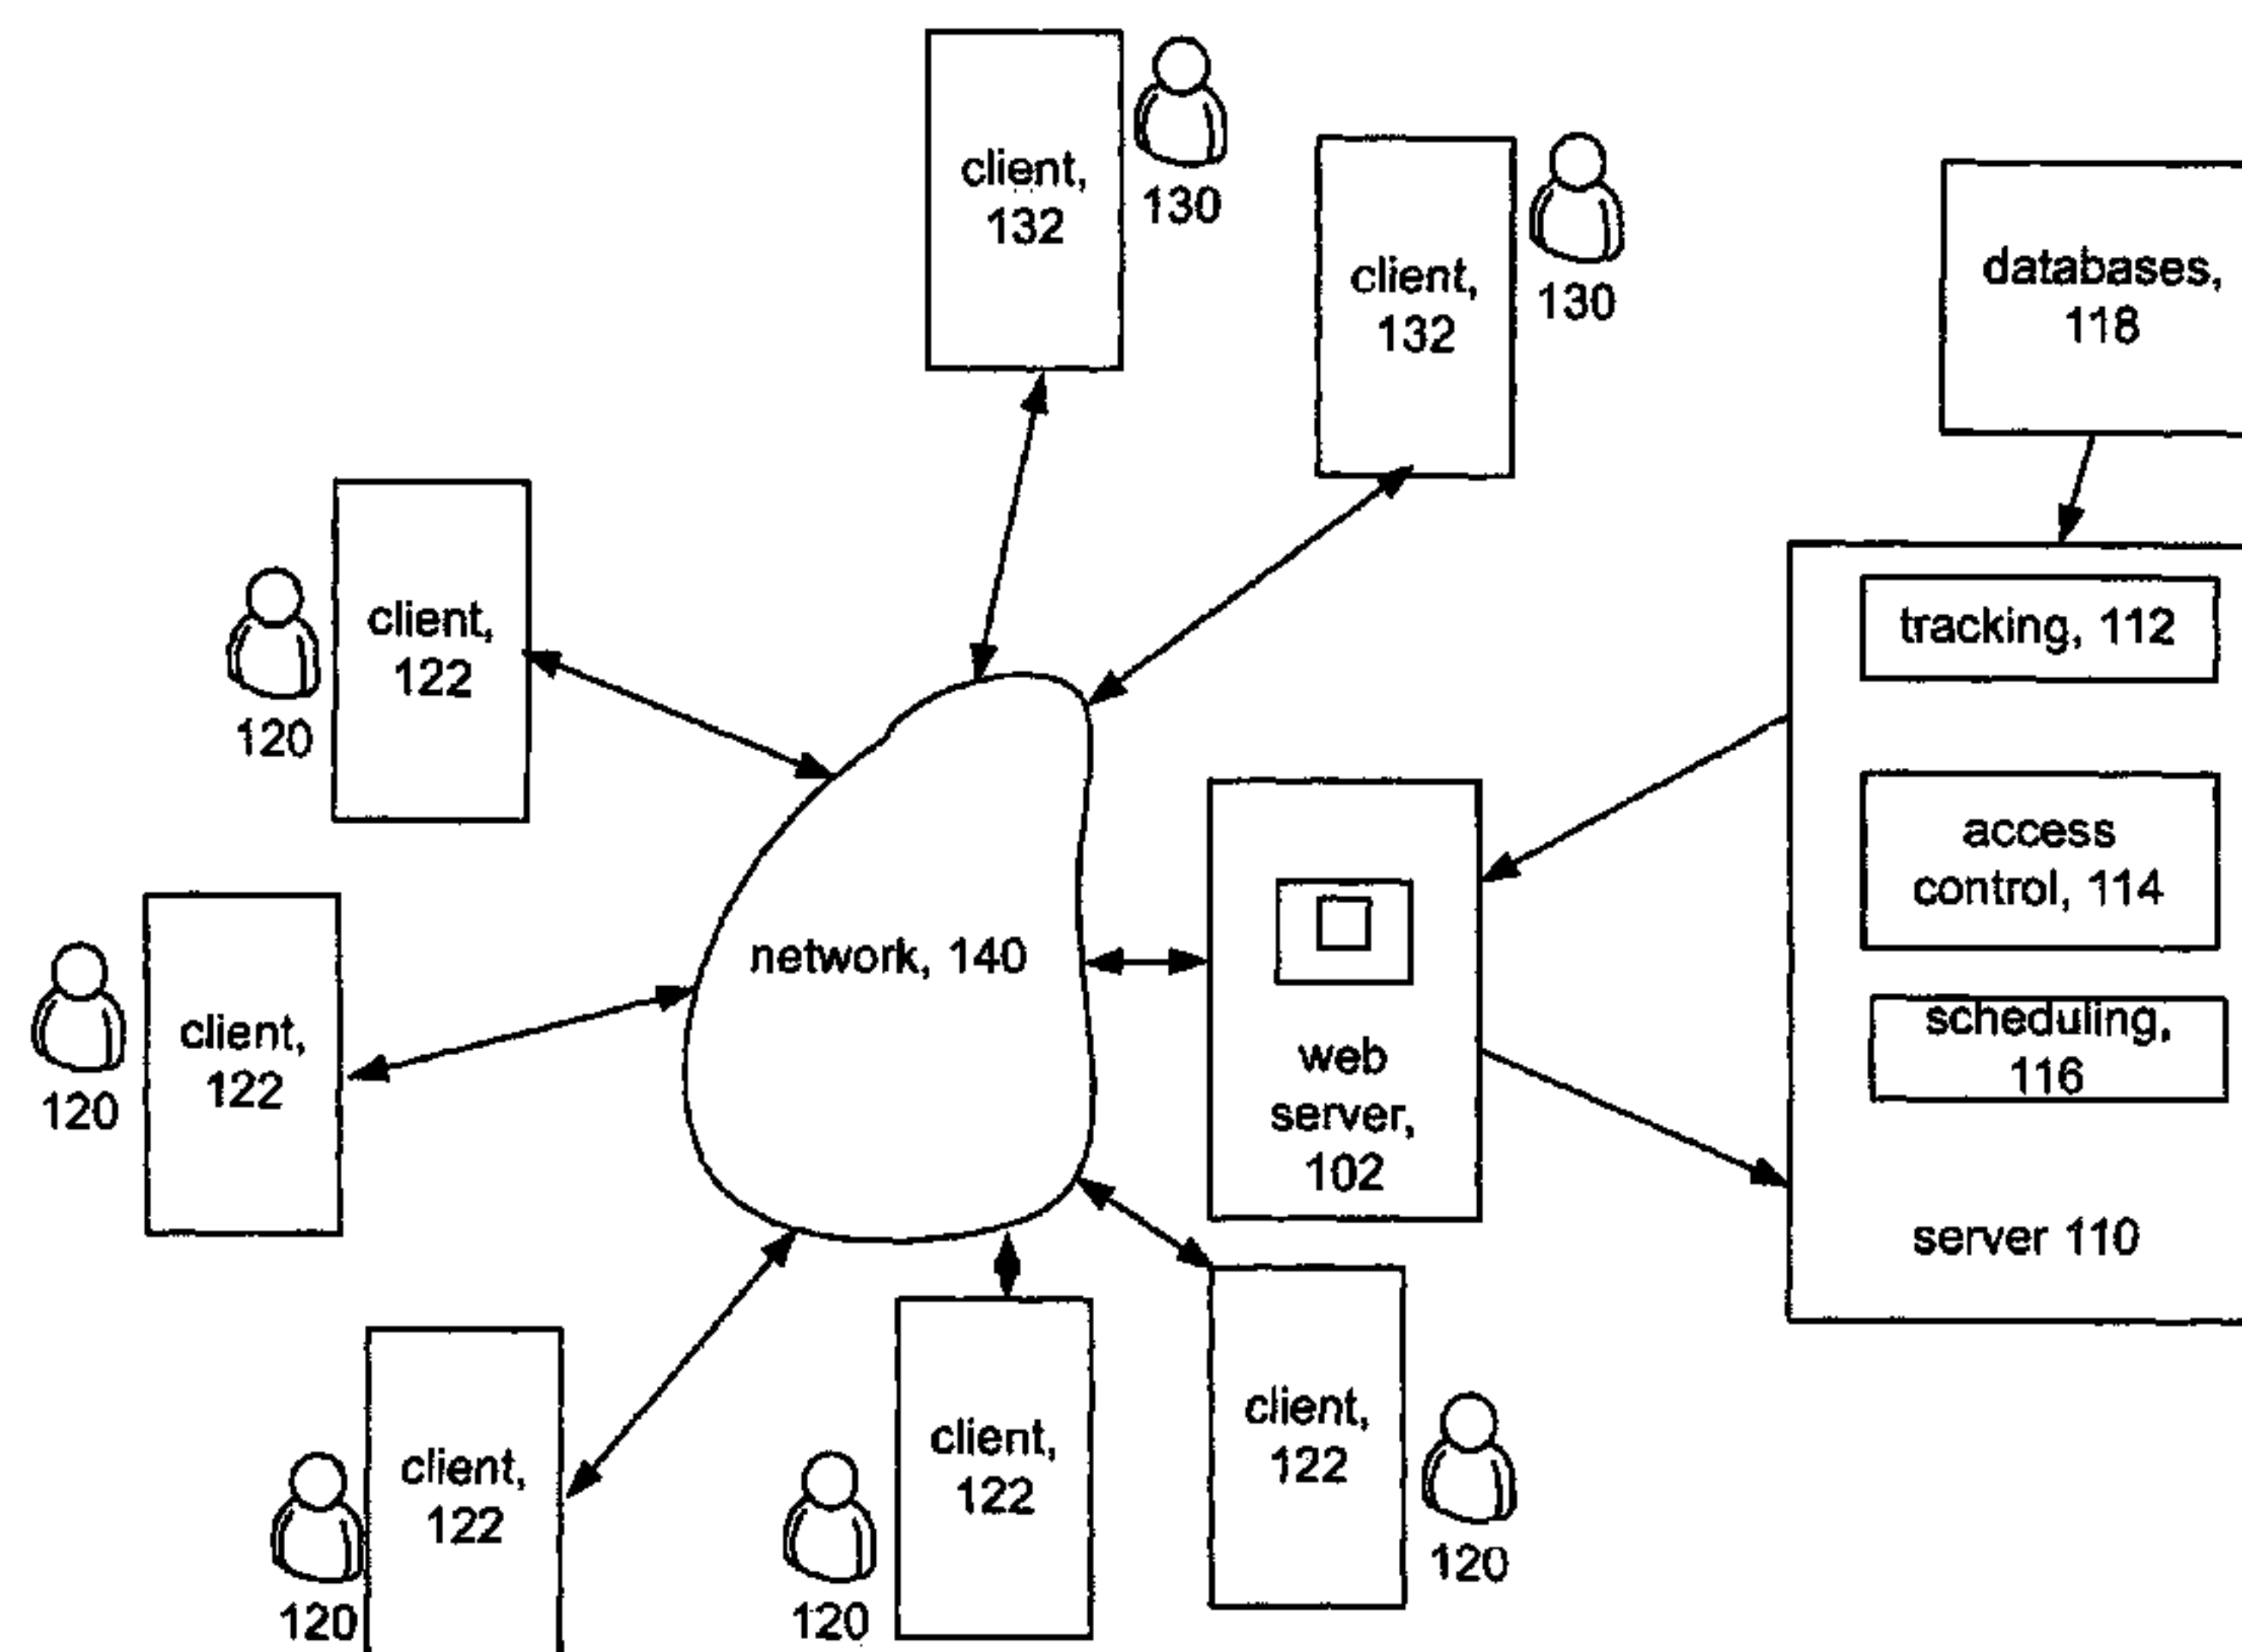 client,
132
130
client,
132
130
databases,
118
client,
122
120
tracking, 112
access
control, 114
scheduling,
116
server 110
network, 140
web
server,
102
client,
122
120
client,
122
120
client,
122
120
client,
122
120